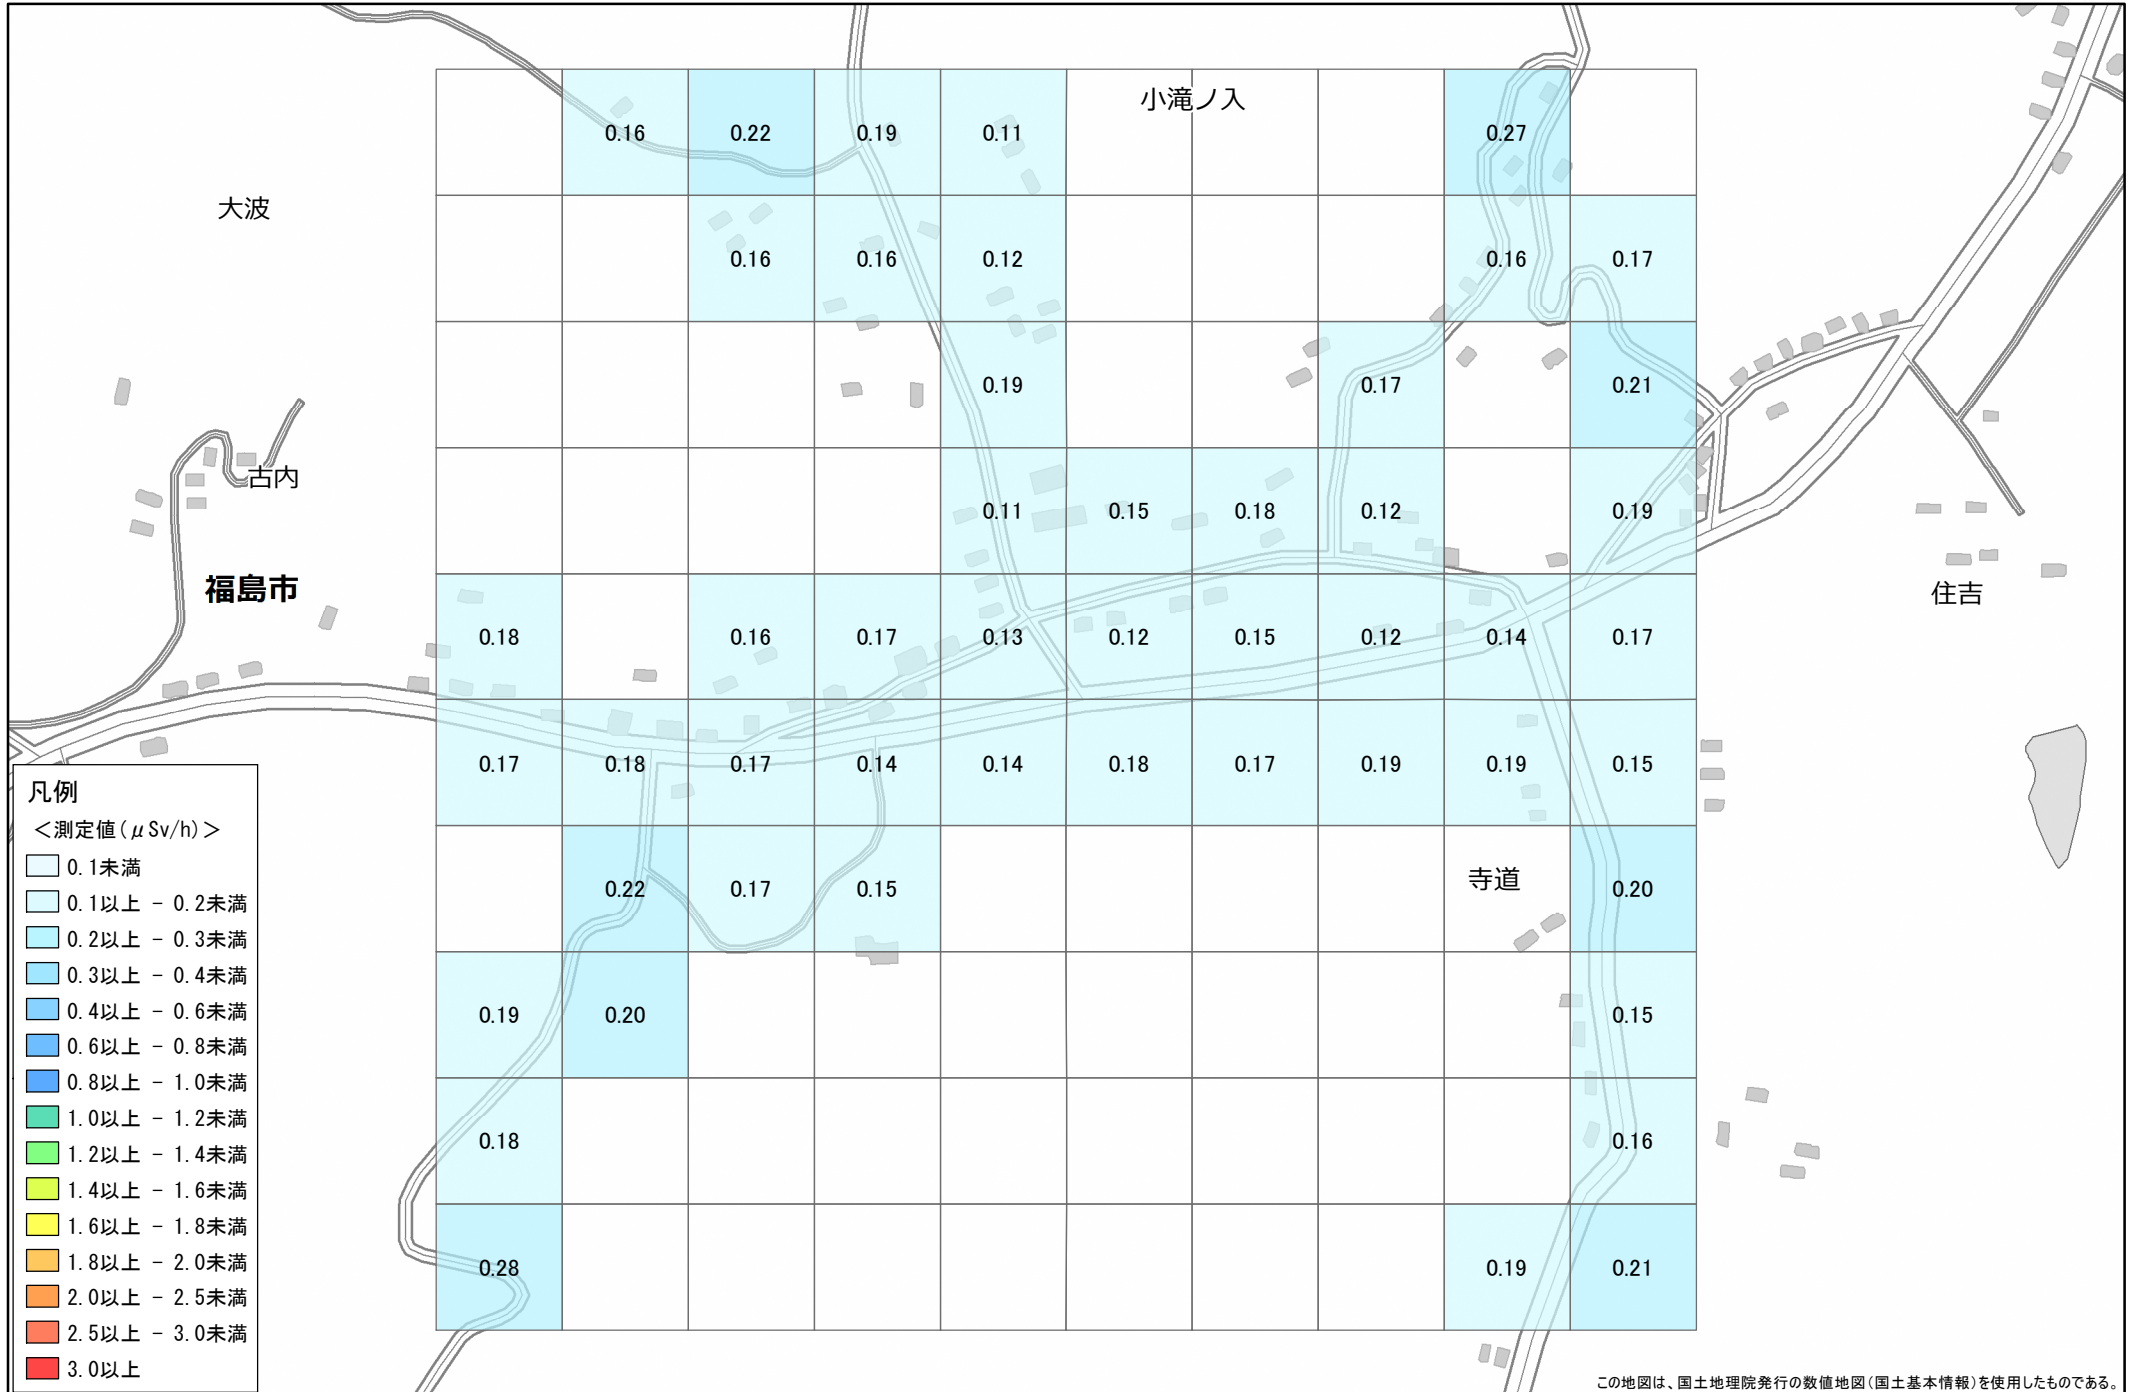 小滝ノ入
0.16 0.22 0.19 0.11 0.27
大波
0.16 0.16 0.12 0.16 0.17
0.19 0.17 0.21
古内
0.11 0.15 0.18 0.12 0.19
福島市
住吉
0.18 0.16 0.17 0.13 0.12 0.15 0.12 0.14 0.17
0.17 0.18 0.17 0.14 0.14 0.18 0.17 0.19 0.19 0.15
寺道
0.22 0.17 0.15 0.20
0.19 0.20 0.15
0.18 0.16
0.28 0.19 0.21
凡例
＜測定値(μSv/h)＞
0.1未満
0.1以上 - 0.2未満
0.2以上 - 0.3未満
0.3以上 - 0.4未満
0.4以上 - 0.6未満
0.6以上 - 0.8未満
0.8以上 - 1.0未満
1.0以上 - 1.2未満
1.2以上 - 1.4未満
1.4以上 - 1.6未満
1.6以上 - 1.8未満
1.8以上 - 2.0未満
2.0以上 - 2.5未満
2.5以上 - 3.0未満
3.0以上
この地図は、国土地理院発行の数値地図(国土基本情報)を使用したものである。